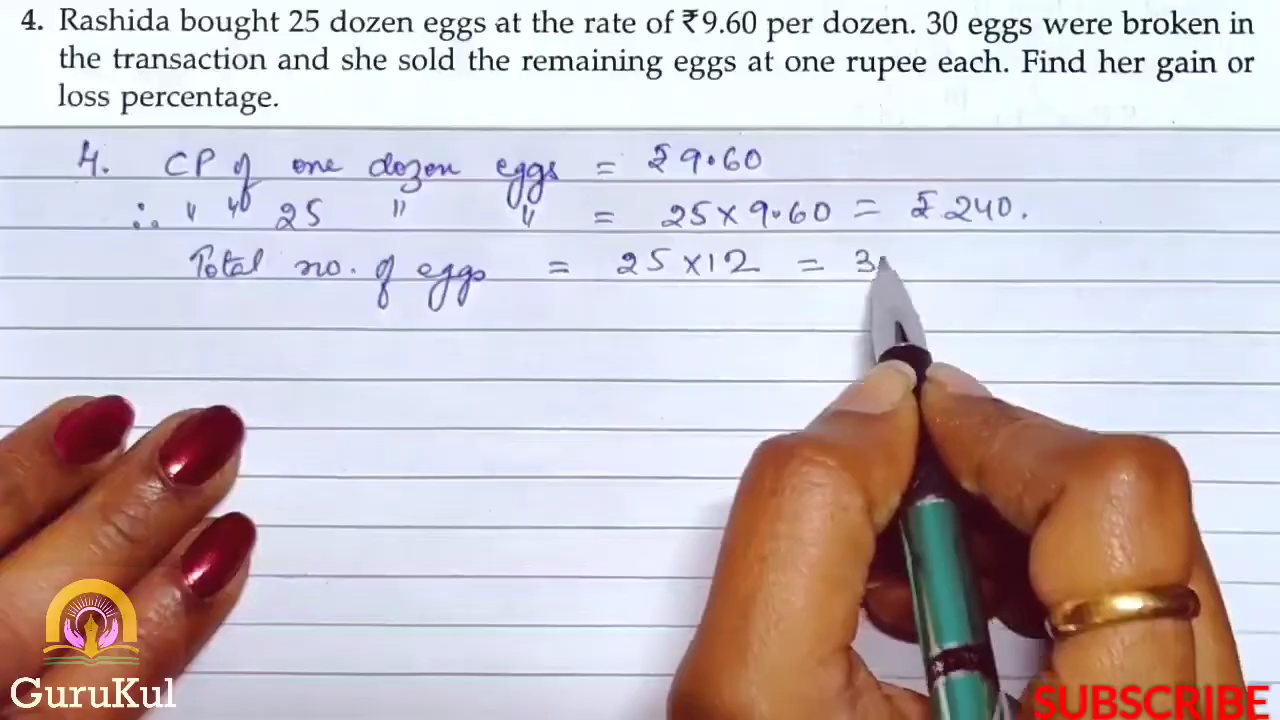 4. Rashida bought 25 dozen eggs at the rate of ₹9.60 per dozen. 30 eggs were broken in
the transaction and she sold the remaining eggs at one rupee each. Find her gain or
loss percentage.
4. CP of one dozen eggs = ₹9.60
∴ " " 25 " " = 25×9.60 = ₹240.
Total no. of eggs = 25×12 = 3
GuruKul
SUBSCRIBE